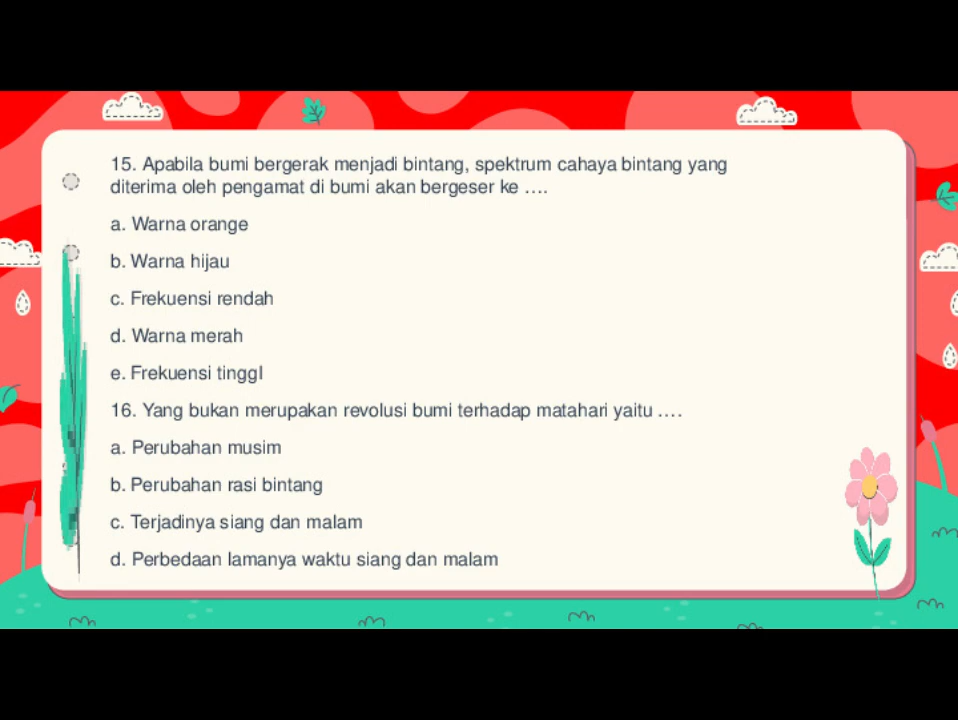 15. Apabila bumi bergerak menjadi bintang, spektrum cahaya bintang yang
diterima oleh pengamat di bumi akan bergeser ke ….
a. Warna orange
b. Warna hijau
c. Frekuensi rendah
d. Warna merah
e. Frekuensi tinggI
16. Yang bukan merupakan revolusi bumi terhadap matahari yaitu ….
a. Perubahan musim
b. Perubahan rasi bintang
c. Terjadinya siang dan malam
d. Perbedaan lamanya waktu siang dan malam